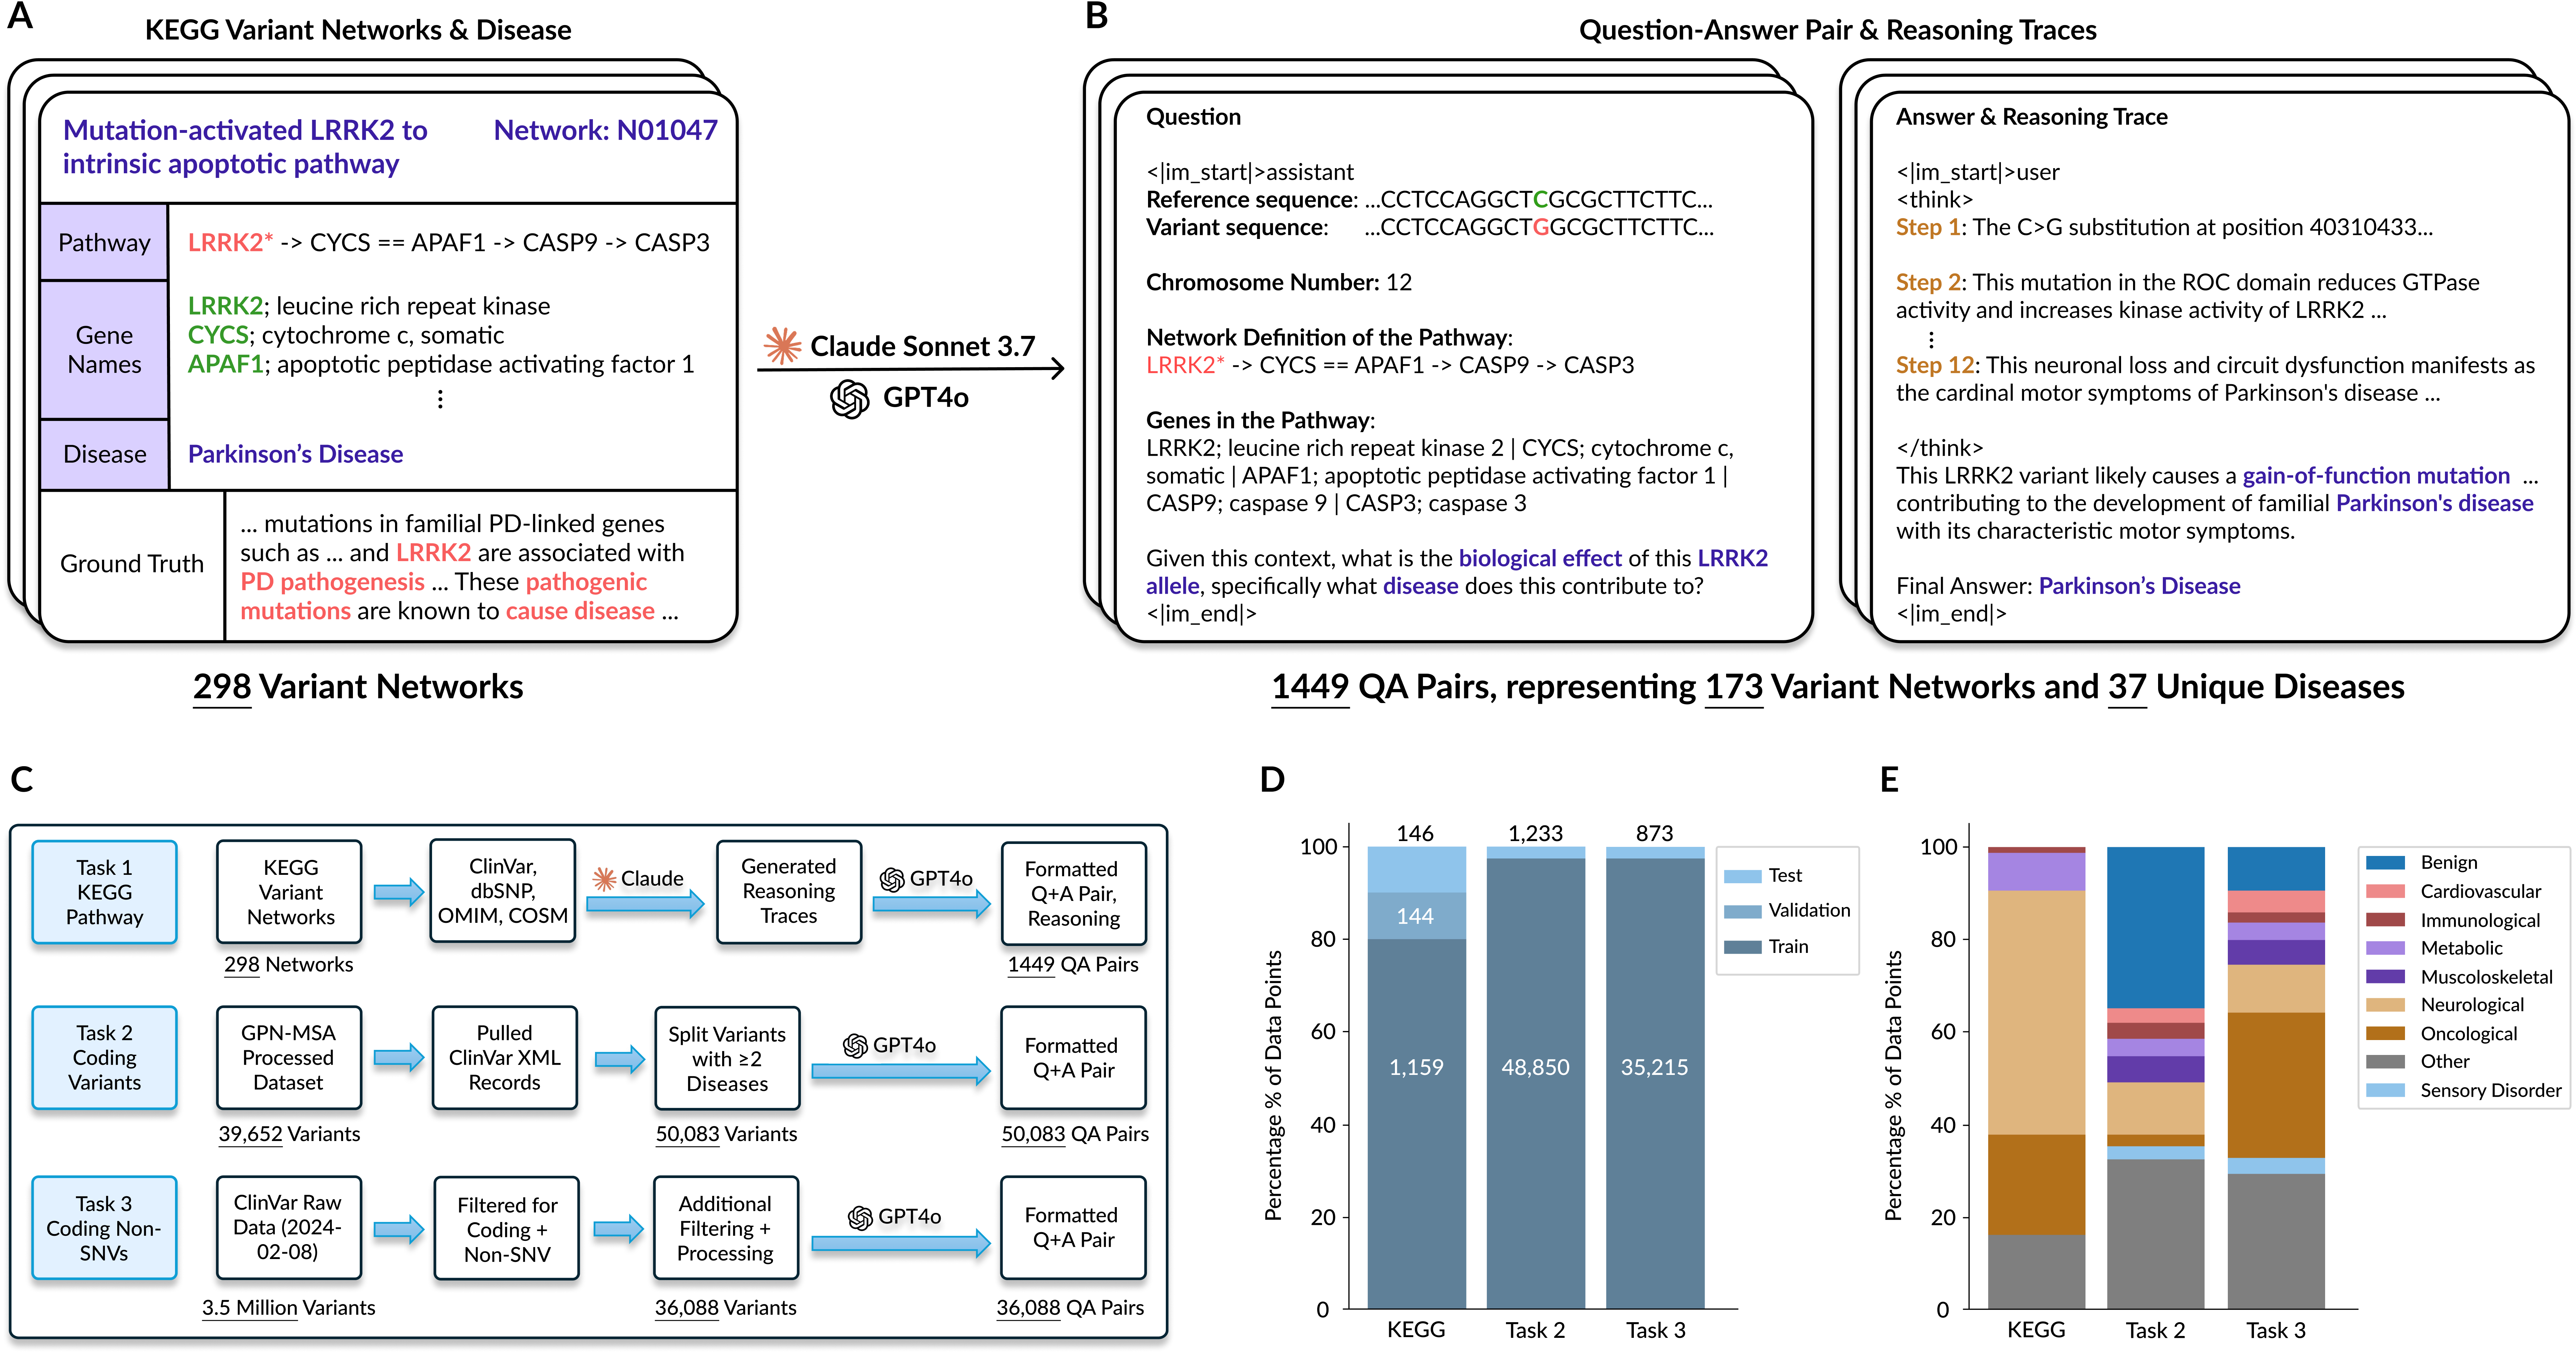 A
KEGG Variant Networks & Disease
Mutation-activated LRRK2 to
intrinsic apoptotic pathway
Network: N01047
Pathway
LRRK2* -> CYCS == APAF1 -> CASP9 -> CASP3
Gene
Names
LRRK2; leucine rich repeat kinase
CYCS; cytochrome c, somatic
APAF1; apoptotic peptidase activating factor 1
⋮
Disease
Parkinson’s Disease
Ground Truth
... mutations in familial PD-linked genes
such as ... and LRRK2 are associated with
PD pathogenesis ... These pathogenic
mutations are known to cause disease ...
298 Variant Networks
Claude Sonnet 3.7
GPT4o
B
Question-Answer Pair & Reasoning Traces
Question
<|im_start|>assistant
Reference sequence: ...CCTCCAGGCTCGCGCTTCTTC...
Variant sequence: ...CCTCCAGGCTGGCGCTTCTTC...
Chromosome Number: 12
Network Definition of the Pathway:
LRRK2* -> CYCS == APAF1 -> CASP9 -> CASP3
Genes in the Pathway:
LRRK2; leucine rich repeat kinase 2 | CYCS; cytochrome c,
somatic | APAF1; apoptotic peptidase activating factor 1 |
CASP9; caspase 9 | CASP3; caspase 3
Given this context, what is the biological effect of this LRRK2
allele, specifically what disease does this contribute to?
<|im_end|>
Answer & Reasoning Trace
<|im_start|>user
<think>
Step 1: The C>G substitution at position 40310433...
Step 2: This mutation in the ROC domain reduces GTPase
activity and increases kinase activity of LRRK2 ...
⋮
Step 12: This neuronal loss and circuit dysfunction manifests as
the cardinal motor symptoms of Parkinson's disease ...
</think>
This LRRK2 variant likely causes a gain-of-function mutation ...
contributing to the development of familial Parkinson's disease
with its characteristic motor symptoms.
Final Answer: Parkinson’s Disease
<|im_end|>
1449 QA Pairs, representing 173 Variant Networks and 37 Unique Diseases
C
Task 1
KEGG
Pathway
KEGG
Variant
Networks
298 Networks
ClinVar,
dbSNP,
OMIM, COSM
Claude
Generated
Reasoning
Traces
GPT4o
Formatted
Q+A Pair,
Reasoning
1449 QA Pairs
Task 2
Coding
Variants
GPN-MSA
Processed
Dataset
39,652 Variants
Pulled
ClinVar XML
Records
Split Variants
with ≥2
Diseases
50,083 Variants
GPT4o
Formatted
Q+A Pair
50,083 QA Pairs
Task 3
Coding Non-
SNVs
ClinVar Raw
Data (2024-
02-08)
3.5 Million Variants
Filtered for
Coding +
Non-SNV
Additional
Filtering +
Processing
36,088 Variants
GPT4o
Formatted
Q+A Pair
36,088 QA Pairs
D
Percentage % of Data Points
100
80
60
40
20
0
146
144
1,159
1,233
48,850
873
35,215
KEGG
Task 2
Task 3
Test
Validation
Train
E
Percentage % of Data Points
100
80
60
40
20
0
KEGG
Task 2
Task 3
Benign
Cardiovascular
Immunological
Metabolic
Muscoloskeletal
Neurological
Oncological
Other
Sensory Disorder